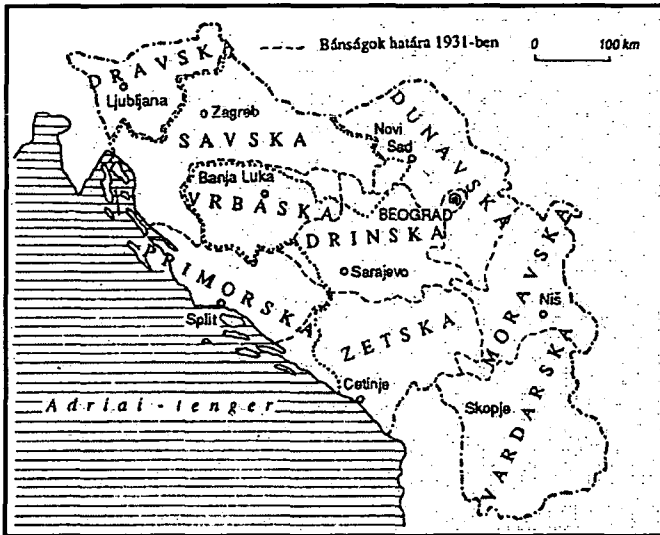 Bánságok határa 1931-ben
0 100 km
DRAVSKA
Ljubljana
Zagreb
SAVSKA
DUNAVSKA
Novi
Sad
Banja Luka
VRBASKA
BEOGRAD
DRINSKA
Sarajevo
PRIMORSKA
Split
ZETSKA
MORAVSKA
Niš
Cetinje
Skopje
VARDARSKA
Adriai-tenger